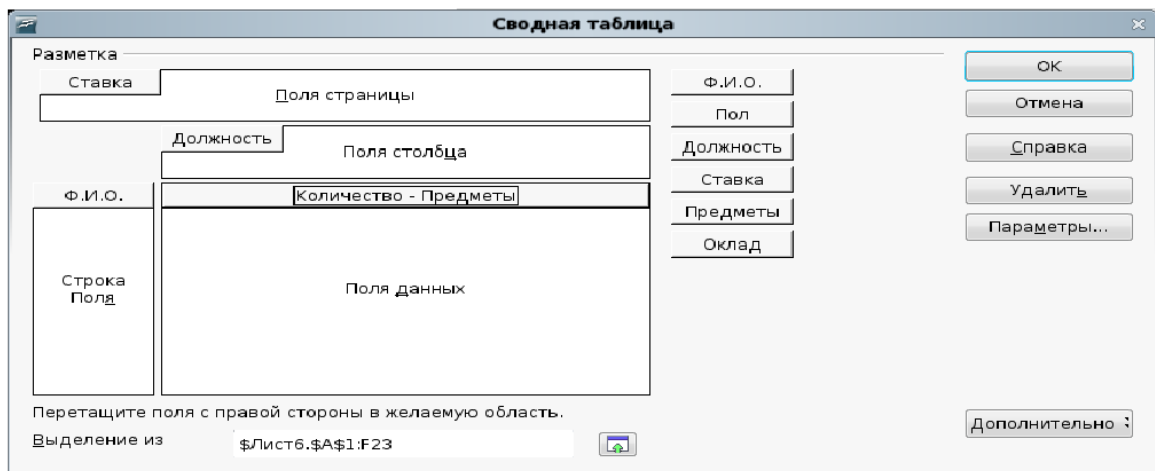 Сводная таблица
Разметка
Ставка
Поля страницы
Должность
Поля столбца
Ф.И.О.
Количество - Предметы
Строка
Поля
Поля данных
Ф.И.О.
Пол
Должность
Ставка
Предметы
Оклад
OK
Отмена
Справка
Удалить
Параметры...
Перетащите поля с правой стороны в желаемую область.
Выделение из
$Лист6.$A$1:F23
Дополнительно